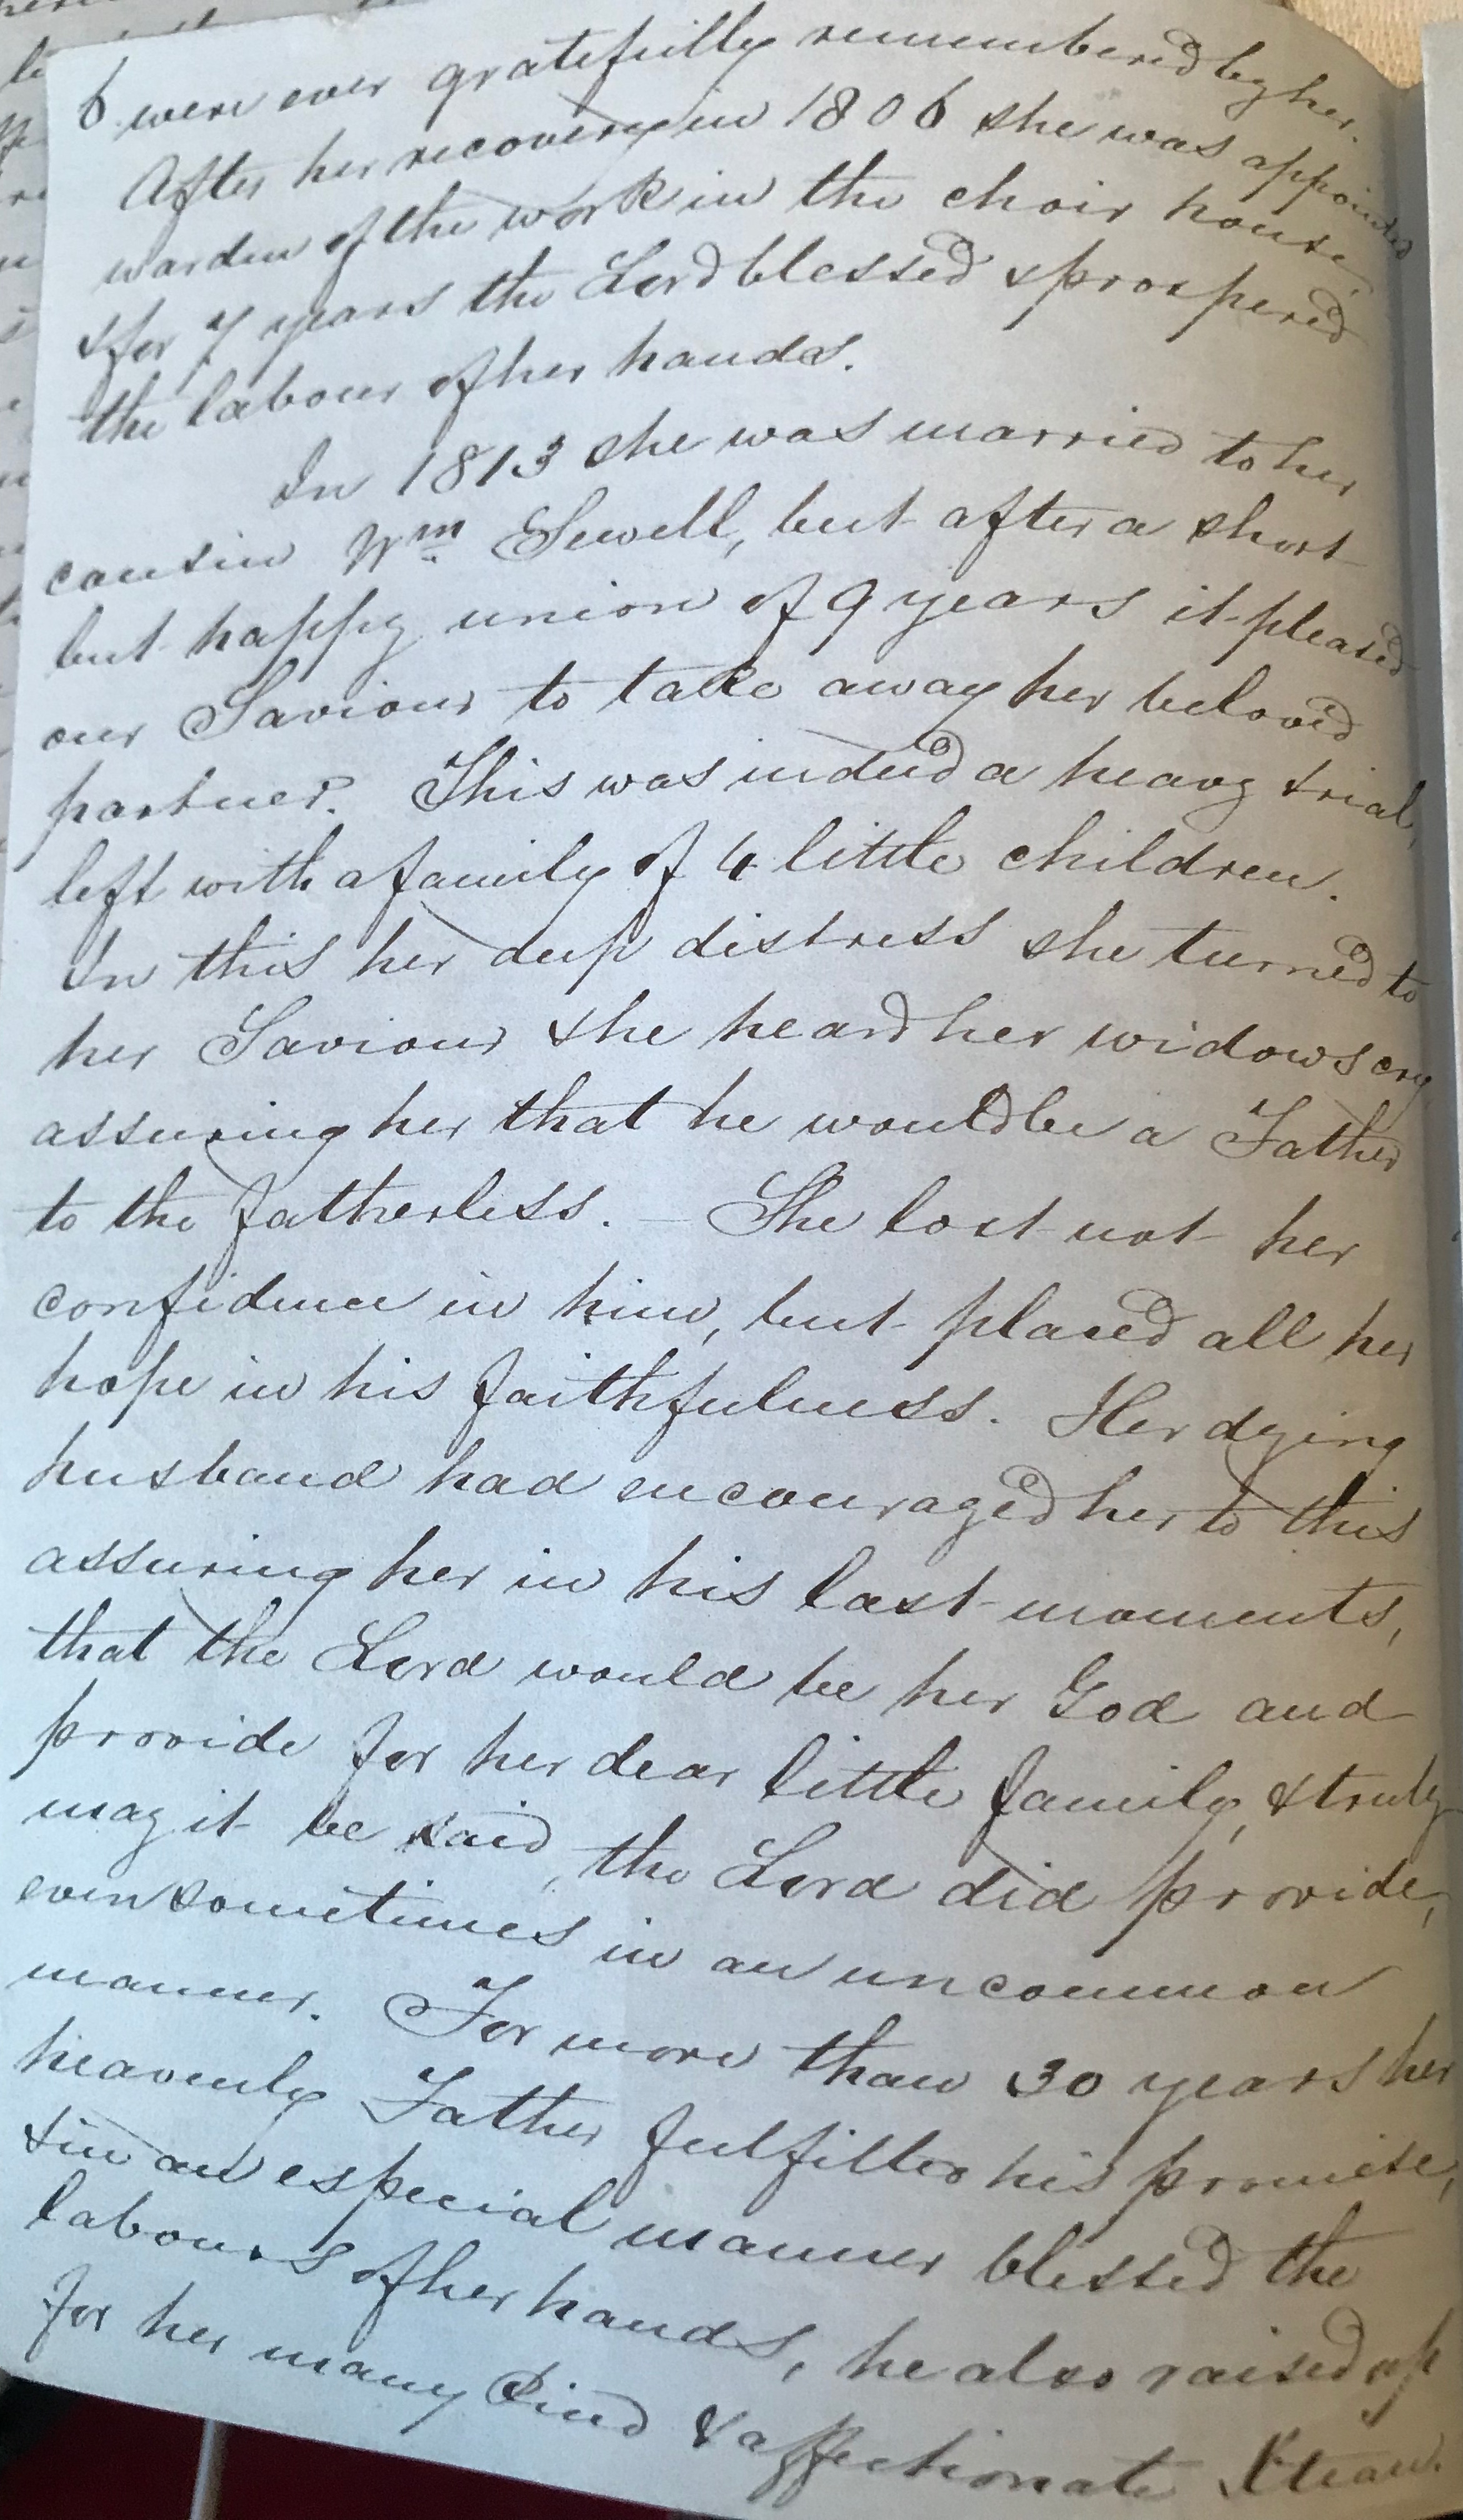 & were ever gratefully remembered by her.
After her recovery in 1806 she was appointed
warden of the work in the choir house,
& for 7 years the Lord blessed & prospered
the labour of her hands.
In 1813 she was married to her
cousin Wm Sewell, but after a short
but happy union of 9 years it pleased
our Saviour to take away her beloved
partner. This was indeed a heavy trial,
left with a family of 4 little children.
In this her deep distress she turned to
her Saviour & he heard her widows cry
assuring her that he would be a Father
to the fatherless. – She lost not her
confidence in him, but placed all her
hope in his faithfulness. Her dying
husband had encouraged her to this
assuring her in his last moments,
that the Lord would be her God and
provide for her dear little family, & truly
may it be said, the Lord did provide,
even sometimes in an uncommon
manner. For more than 30 years her
heavenly Father fulfilled his promise,
& in an especial manner blessed the
labours of her hands, he also raised up
for her many kind & affectionate Xtian